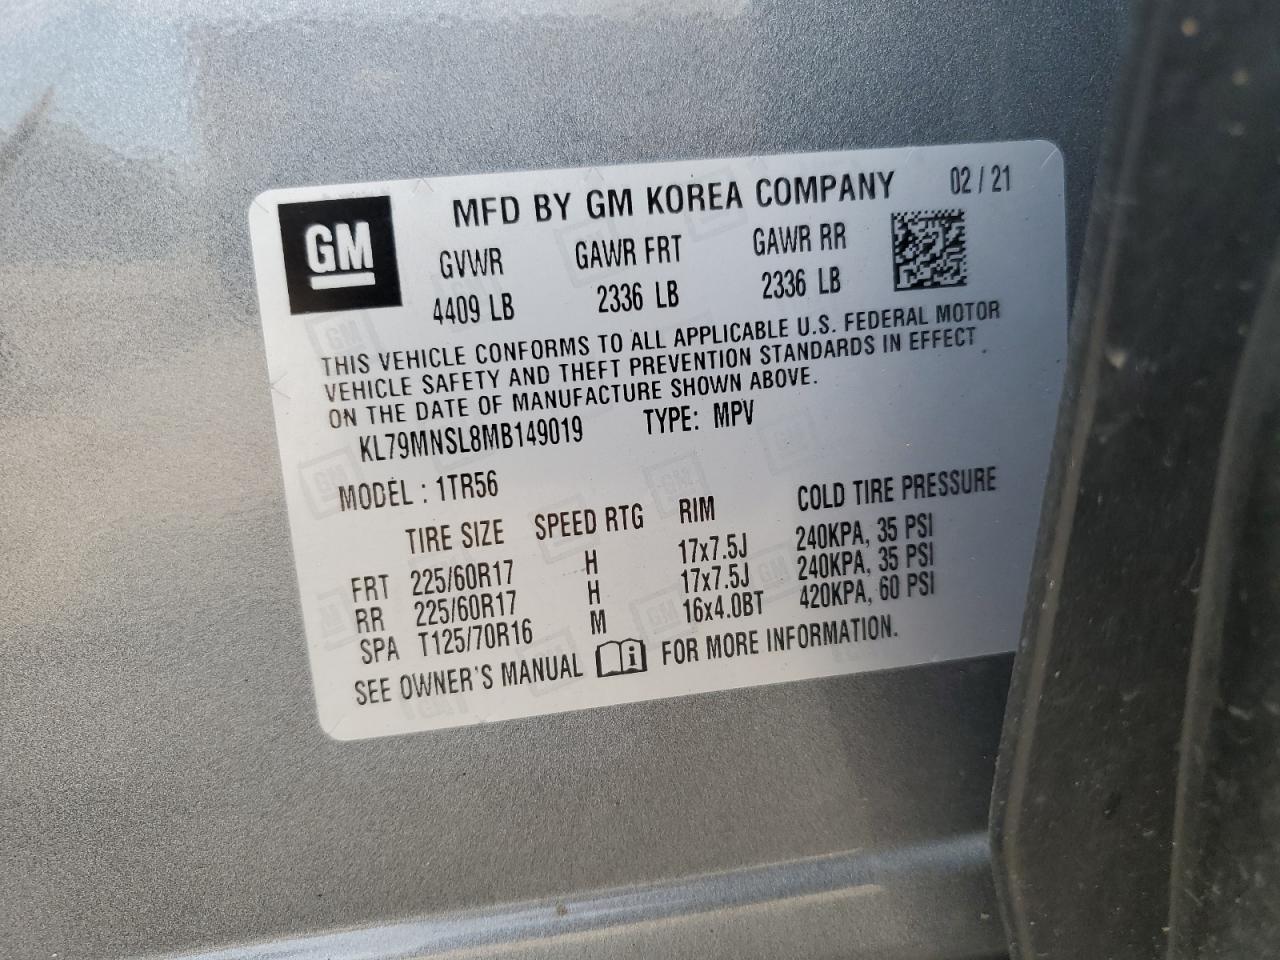 GM
MFD BY GM KOREA COMPANY 02 / 21
GVWR GAWR FRT GAWR RR
4409 LB 2336 LB 2336 LB
THIS VEHICLE CONFORMS TO ALL APPLICABLE U.S. FEDERAL MOTOR
VEHICLE SAFETY AND THEFT PREVENTION STANDARDS IN EFFECT
ON THE DATE OF MANUFACTURE SHOWN ABOVE.
KL79MNSL8MB149019 TYPE: MPV
MODEL : 1TR56
TIRE SIZE SPEED RTG RIM COLD TIRE PRESSURE
FRT 225/60R17 H 17x7.5J 240KPA, 35 PSI
RR 225/60R17 H 17x7.5J 240KPA, 35 PSI
SPA T125/70R16 M 16x4.0BT 420KPA, 60 PSI
SEE OWNER'S MANUAL i FOR MORE INFORMATION.